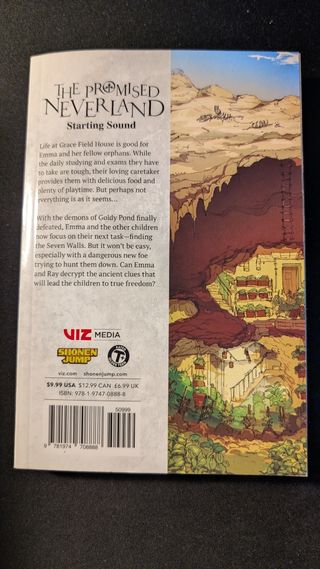 THE PROMISED
NEVERLAND
Starting Sound
Life at Grace Field House is good for
Emma and her fellow orphans. While
the daily studying and exams they have
to take are tough, their loving caretaker
provides them with delicious food and
plenty of playtime. But perhaps not
everything is as it seems...
With the demons of Goldy Pond finally
defeated, Emma and the other children
now focus on their next task—finding
the Seven Walls. But it won't be easy,
especially with a dangerous new foe
trying to hunt them down. Can Emma
and Ray decrypt the ancient clues that
will lead the children to true freedom?
VIZ MEDIA
SHONEN
JUMP
RATED
T+
viz.com shonenjump.com
$9.99 USA $12.99 CAN £6.99 UK
ISBN: 978-1-9747-0888-8
50999
9 781974 708888